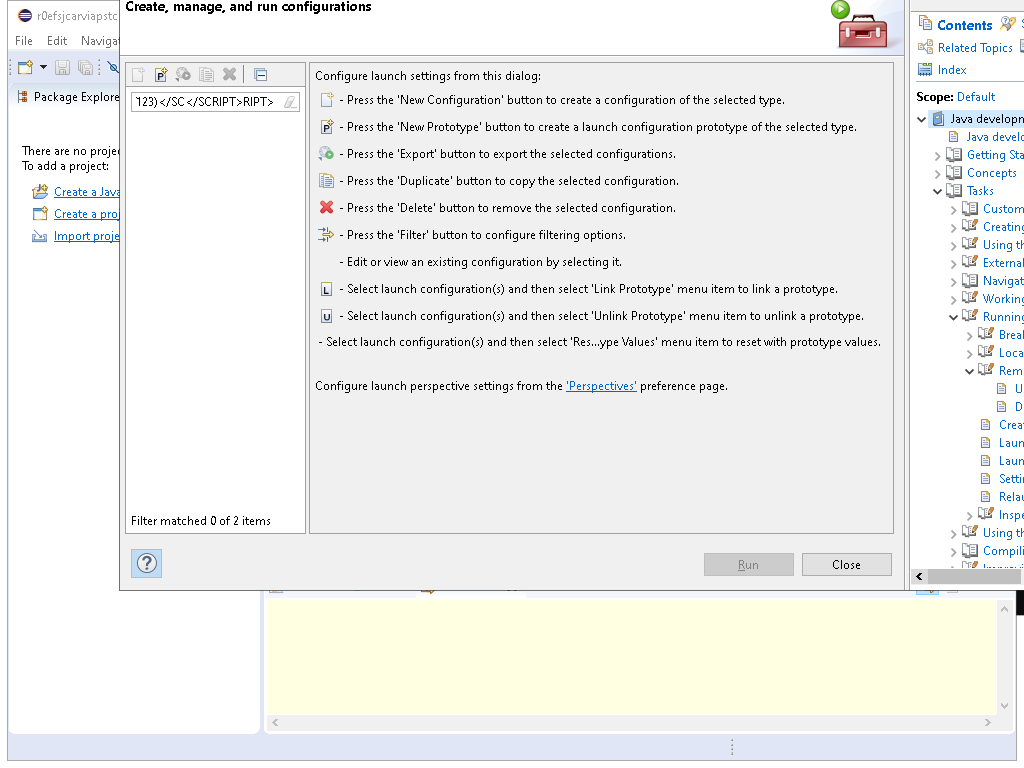 Create, manage, and run configurations
r0efsjcarviapstc
File Edit Navigat
Package Explore
There are no projec
To add a project:
Create a Java
Create a proj
Import proje
P
123)</SC</SCRIPT>RIPT>
Filter matched 0 of 2 items
Configure launch settings from this dialog:
- Press the 'New Configuration' button to create a configuration of the selected type.
P - Press the 'New Prototype' button to create a launch configuration prototype of the selected type.
- Press the 'Export' button to export the selected configurations.
- Press the 'Duplicate' button to copy the selected configuration.
- Press the 'Delete' button to remove the selected configuration.
- Press the 'Filter' button to configure filtering options.
- Edit or view an existing configuration by selecting it.
L - Select launch configuration(s) and then select 'Link Prototype' menu item to link a prototype.
U - Select launch configuration(s) and then select 'Unlink Prototype' menu item to unlink a prototype.
- Select launch configuration(s) and then select 'Res...ype Values' menu item to reset with prototype values.
Configure launch perspective settings from the 'Perspectives' preference page.
?
Run
Close
Contents
Related Topics
Index
Scope: Default
Java developn
Java develo
Getting Sta
Concepts
Tasks
Custom
Creating
Using th
External
Navigat
Working
Running
Break
Loca
Rem
U
D
Creat
Laun
Laun
Settin
Relau
Inspe
Using th
Compili
Improvi